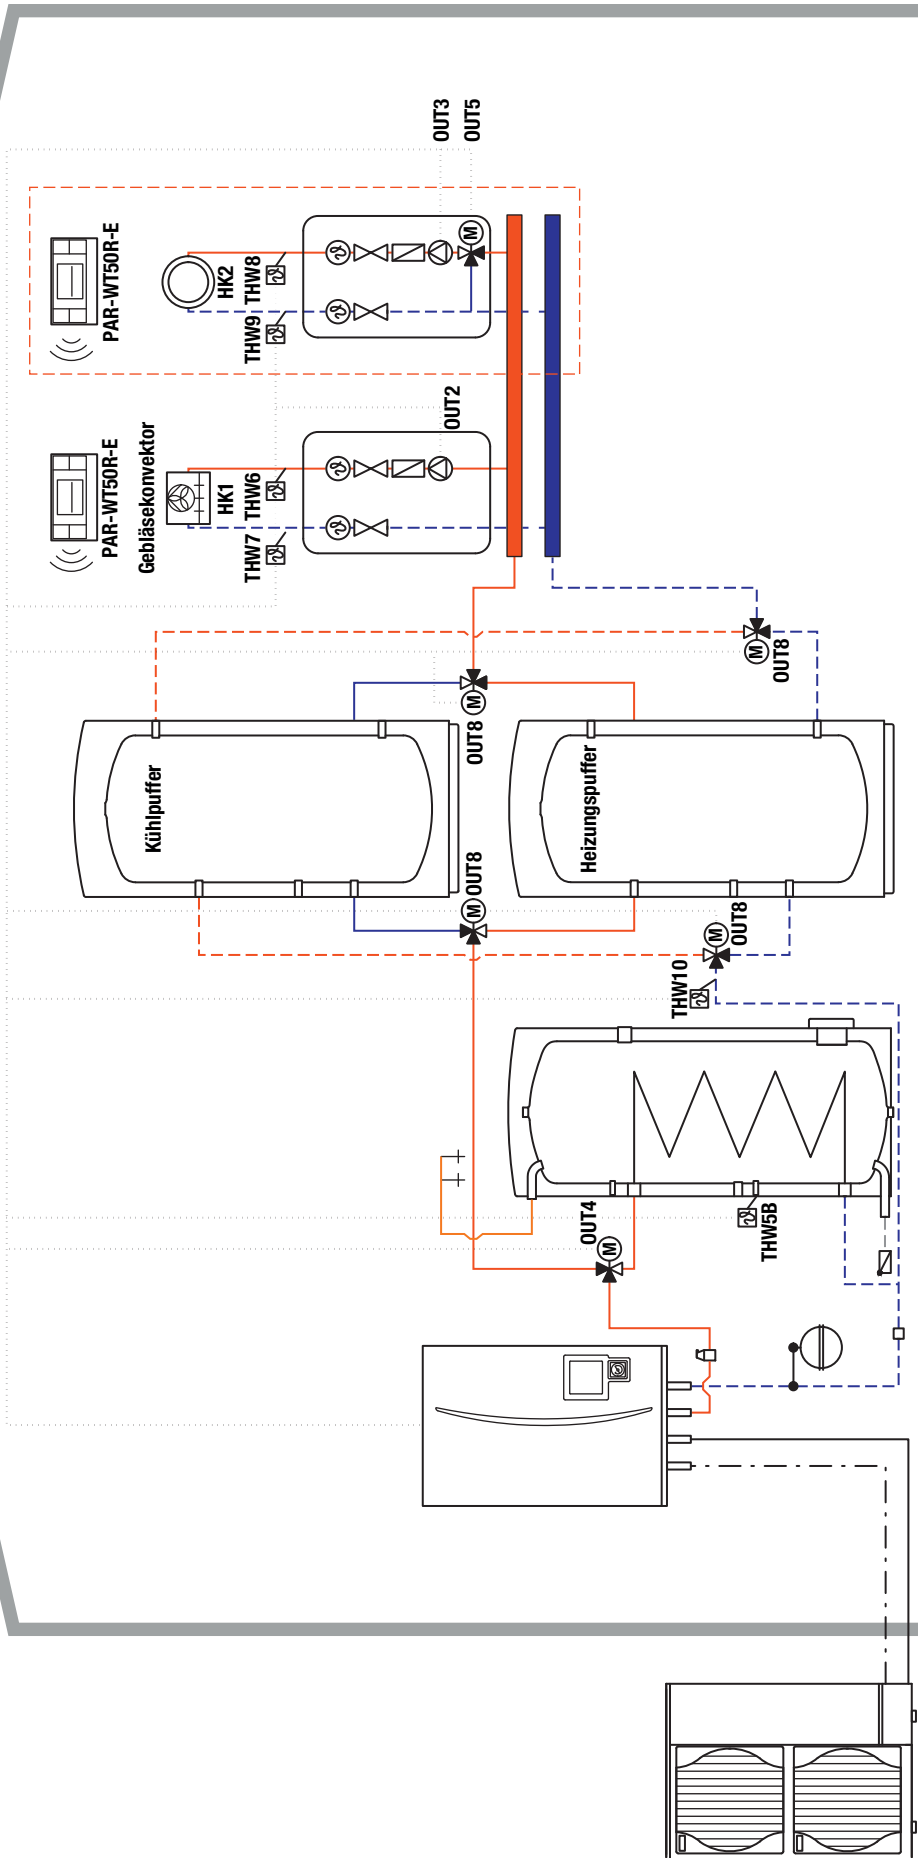 OUT3
OUT5
PAR-WT50R-E
HK2
THW8
THW9
OUT2
PAR-WT50R-E
Gebläsekonvektor
HK1
THW6
THW7
M
M
OUT8
M
OUT8
Kühlpuffer
Heizungspuffer
M
OUT8
M
OUT8
THW10
OUT4
M
THW5B